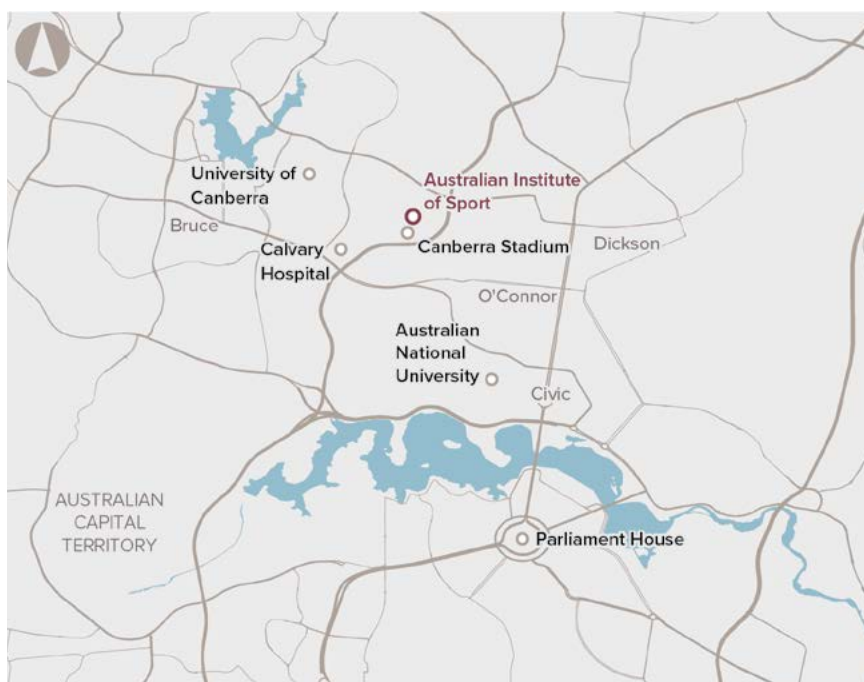 University of
Canberra
Australian Institute
of Sport
Bruce
Calvary
Hospital
Canberra Stadium
Dickson
O'Connor
Australian
National
University
Civic
AUSTRALIAN
CAPITAL
TERRITORY
Parliament House